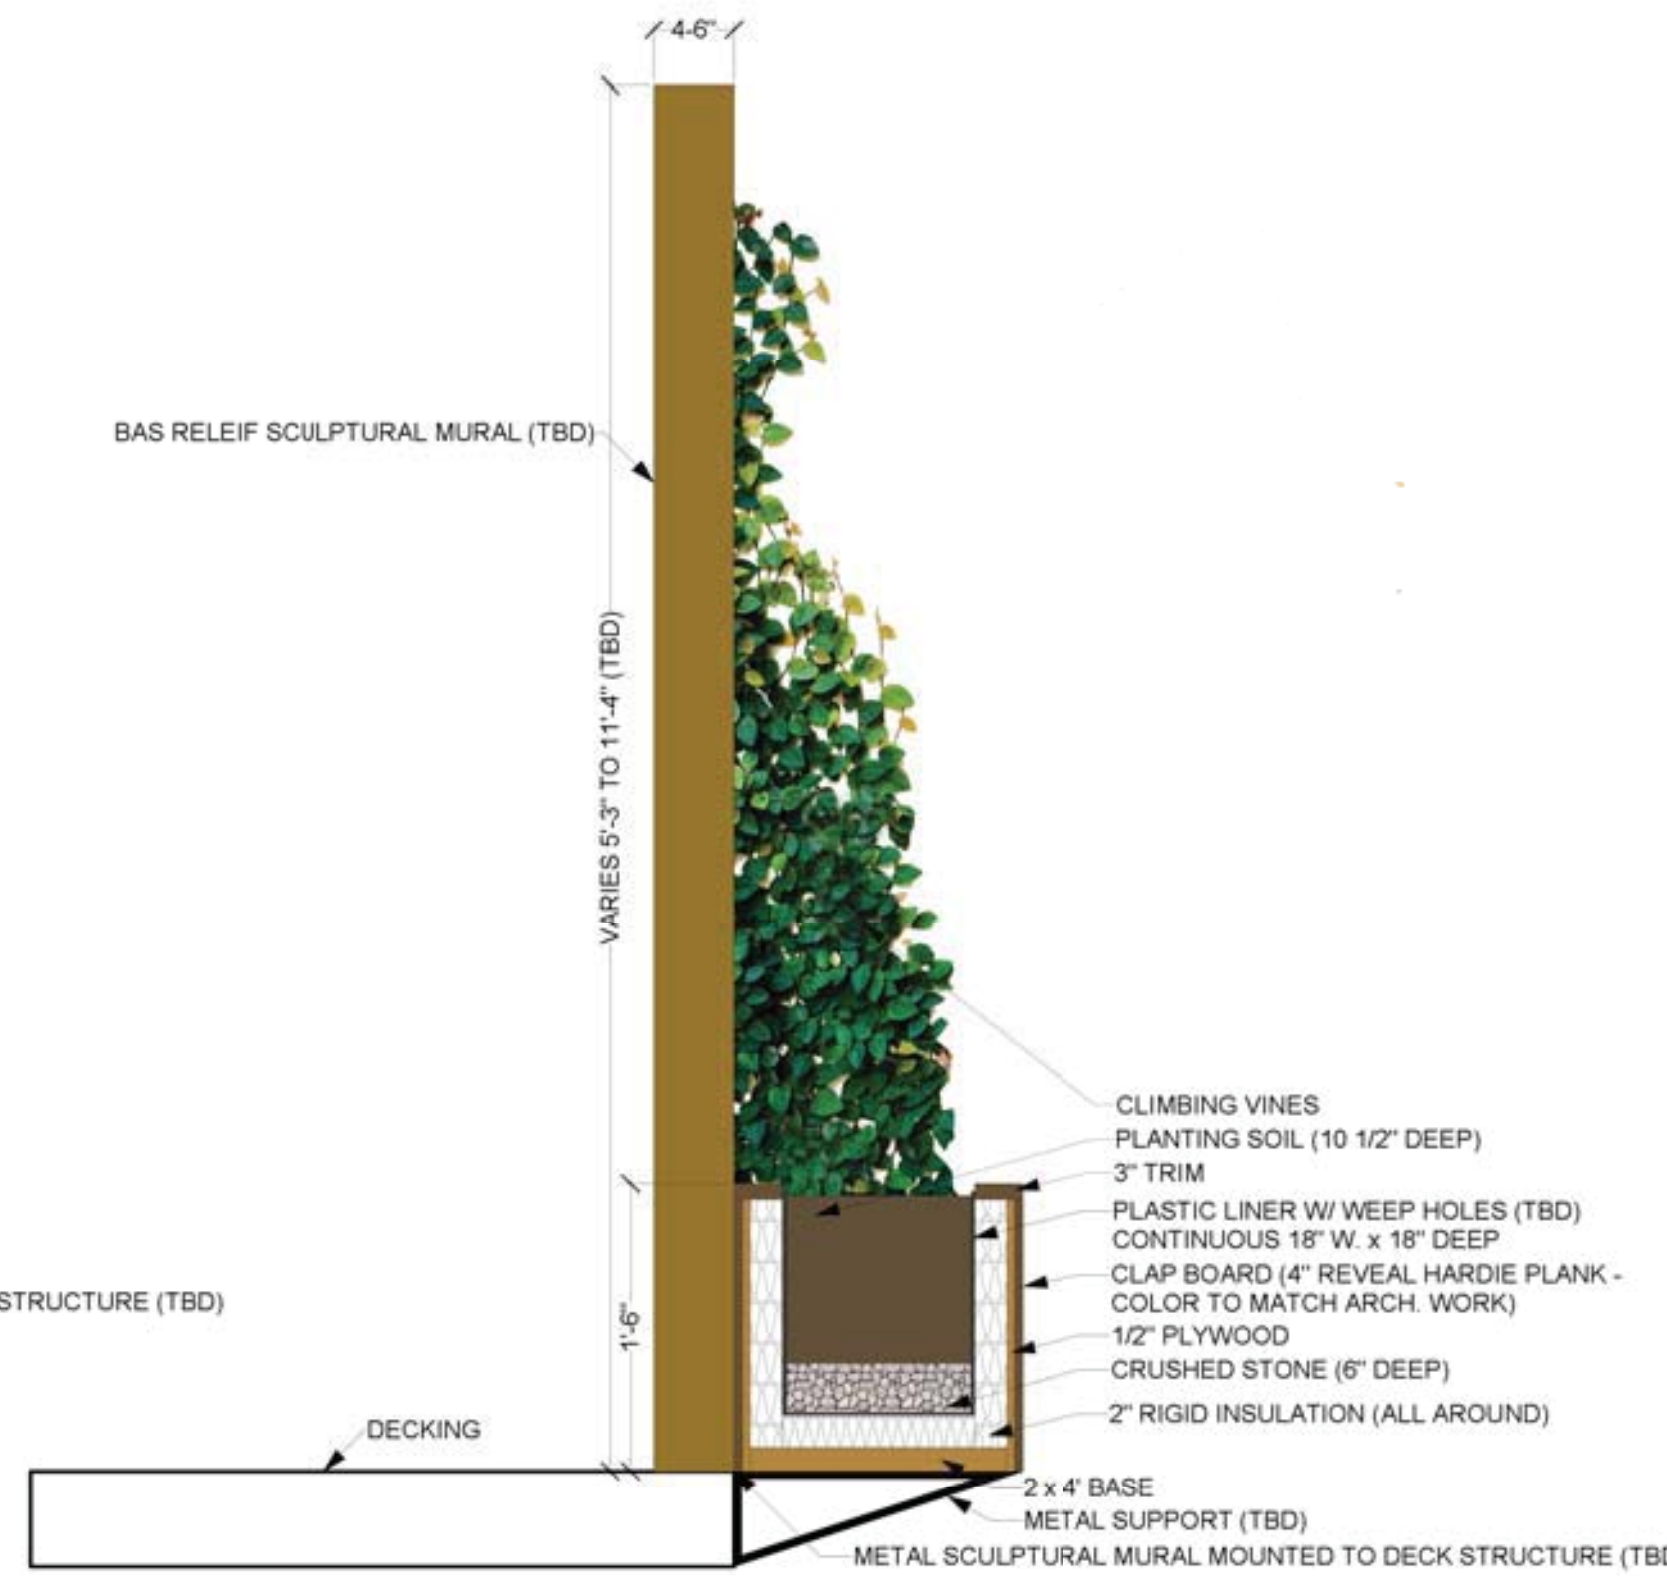 4-6"
BAS RELEIF SCULPTURAL MURAL (TBD)
VARIES 5'-3" TO 11'-4" (TBD)
CLIMBING VINES
PLANTING SOIL (10 1/2" DEEP)
3" TRIM
PLASTIC LINER W/ WEEP HOLES (TBD)
CONTINUOUS 18" W. x 18" DEEP
CLAP BOARD (4" REVEAL HARDIE PLANK -
COLOR TO MATCH ARCH. WORK)
STRUCTURE (TBD)
1'-6"
1/2" PLYWOOD
CRUSHED STONE (6" DEEP)
2" RIGID INSULATION (ALL AROUND)
DECKING
2 x 4' BASE
METAL SUPPORT (TBD)
METAL SCULPTURAL MURAL MOUNTED TO DECK STRUCTURE (TBD